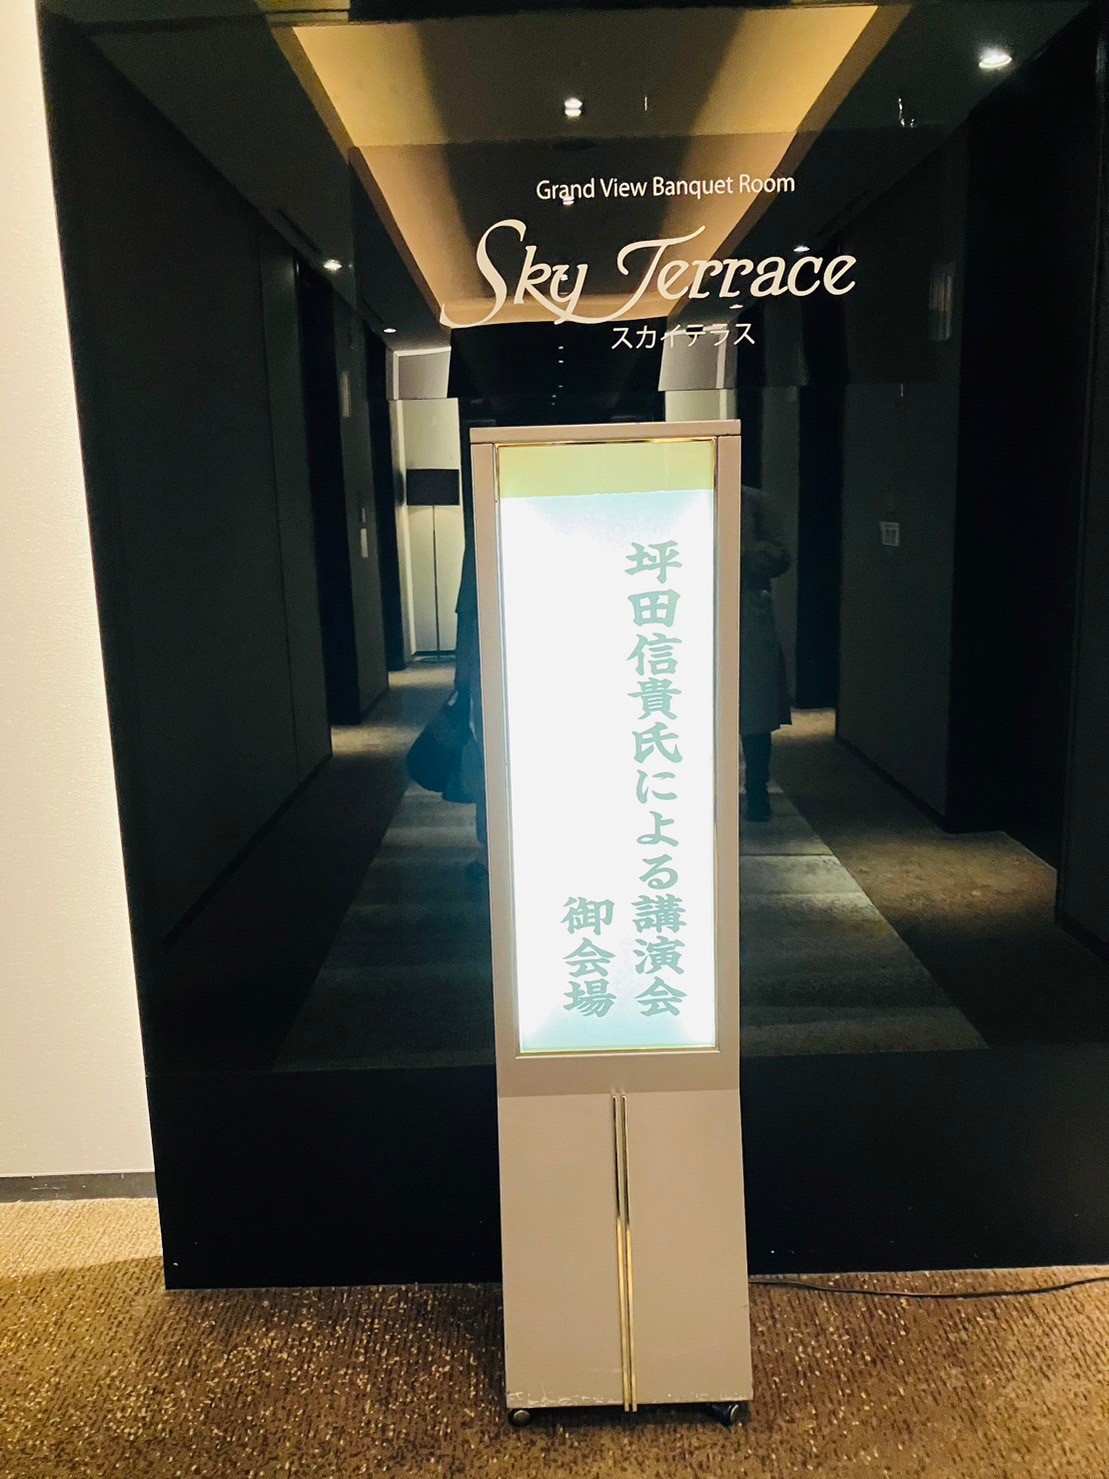 Grand View Banquet Room
Sky Terrace
スカイテラス
坪田信貴氏による講演会
御会場